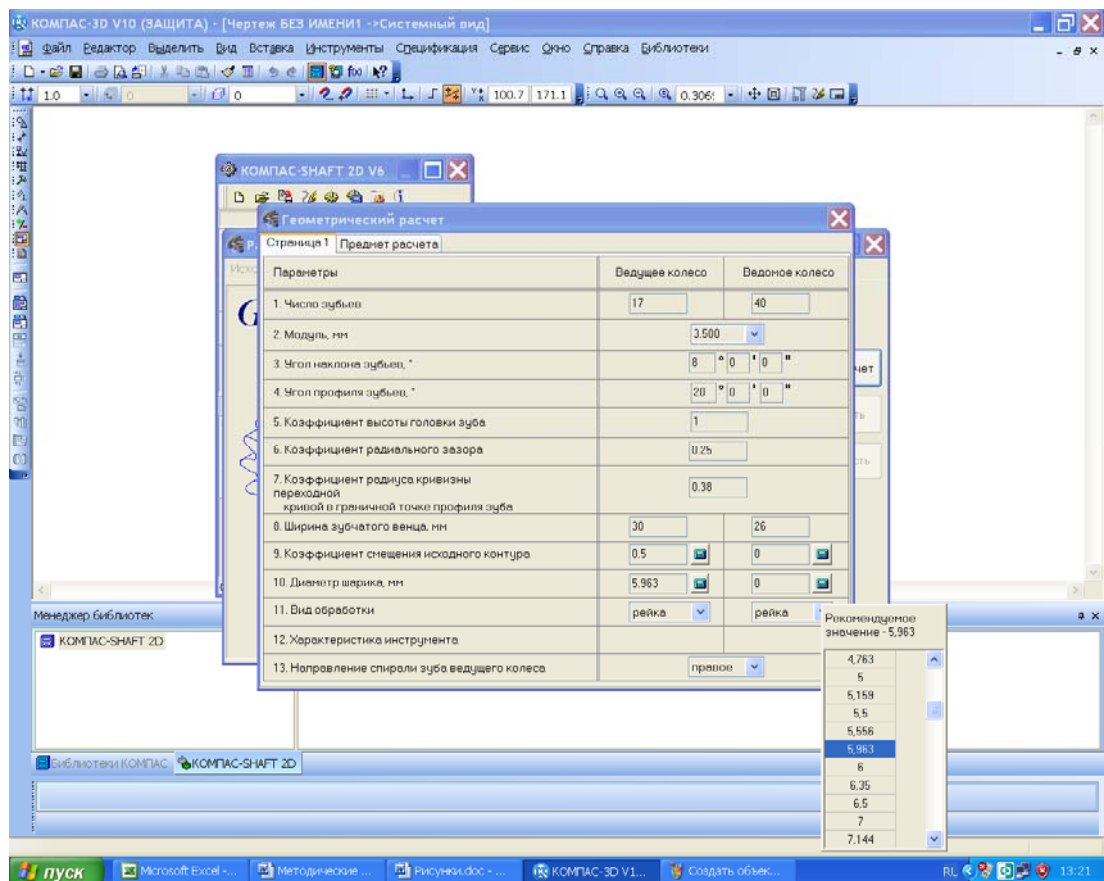 КОМПАС-3D V10 (ЗАЩИТА) - [Чертеж БЕЗ ИМЕНИ1 ->Системный вид]
Файл Редактор Выделить Вид Вставка Инструменты Спецификация Сервис Окно Справка Библиотеки
1.0 0 0 100.7 171.1
КОМПАС-SHAFT 2D V6
Геометрический расчет
Страница 1 Предмет расчета
Параметры Ведущее колесо Ведомое колесо
1. Число зубьев 17 40
2. Модуль, мм 3.500
3. Угол наклона зубьев, ° 8 ° 0 ' 0 "
4. Угол профиля зубьев, ° 20 ° 0 ' 0 "
5. Коэффициент высоты головки зуба 1
6. Коэффициент радиального зазора 0.25
7. Коэффициент радиуса кривизны
переходной
кривой в граничной точке профиля зуба 0.38
8. Ширина зубчатого венца, мм 30 26
9. Коэффициент смещения исходного контура 0.5 0
10. Диаметр шарика, мм 5.963 0
11. Вид обработки рейка рейка
12. Характеристика инструмента
13. Направление спирали зуба ведущего колеса правое
Рекомендуемое
значение - 5,963
4,763
5
5,159
5,5
5,556
5,963
6
6,35
6,5
7
7,144
Менеджер библиотек
КОМПАС-SHAFT 2D
Библиотеки КОМПАС КОМПАС-SHAFT 2D
пуск Microsoft Excel -... Методические ... Рисунки.doc - ... КОМПАС-3D V1... Создать объек... RL 13:21